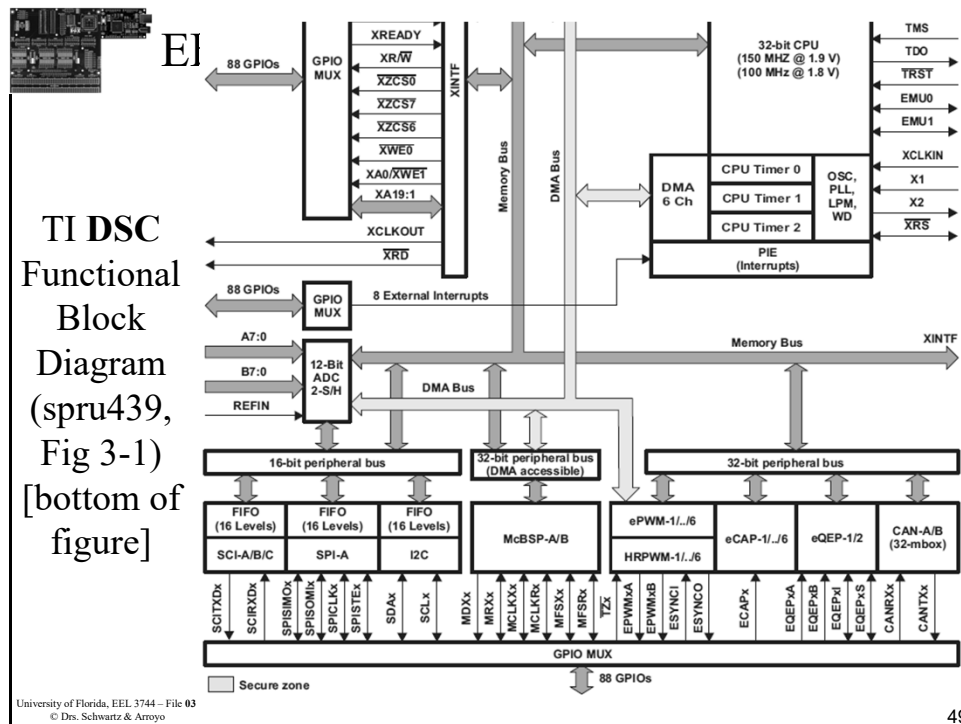 EI
TI DSC
Functional
Block
Diagram
(spru439,
Fig 3-1)
[bottom of
figure]
88 GPIOs
GPIO
MUX
XREADY
XR/W
XZCS0
XZCS7
XZCS6
XWE0
XA0/XWE1
XA19:1
XCLKOUT
XRD
XINTF
Memory Bus
DMA Bus
32-bit CPU
(150 MHZ @ 1.9 V)
(100 MHz @ 1.8 V)
TMS
TDO
TRST
EMU0
EMU1
XCLKIN
X1
X2
XRS
DMA
6 Ch
CPU Timer 0
CPU Timer 1
CPU Timer 2
OSC,
PLL,
LPM,
WD
PIE
(Interrupts)
88 GPIOs
GPIO
MUX
8 External Interrupts
A7:0
B7:0
REFIN
12-Bit
ADC
2-S/H
Memory Bus
XINTF
DMA Bus
16-bit peripheral bus
32-bit peripheral bus
(DMA accessible)
32-bit peripheral bus
FIFO
(16 Levels)
SCI-A/B/C
FIFO
(16 Levels)
SPI-A
FIFO
(16 Levels)
I2C
McBSP-A/B
ePWM-1/../6
HRPWM-1/../6
eCAP-1/../6
eQEP-1/2
CAN-A/B
(32-mbox)
SCITXDx
SCIRXDx
SPISIMOx
SPISOMIx
SPICLKx
SPISTEx
SDAx
SCLx
MDXx
MRXx
MCLKXx
MCLKRx
MFSXx
MFSRx
TZx
EPWMxA
EPWMxB
ESYNCI
ESYNCO
ECAPx
EQEPxA
EQEPxB
EQEPxI
EQEPxS
CANRXx
CANTXx
GPIO MUX
Secure zone
88 GPIOs
University of Florida, EEL 3744 – File 03
© Drs. Schwartz & Arroyo
49